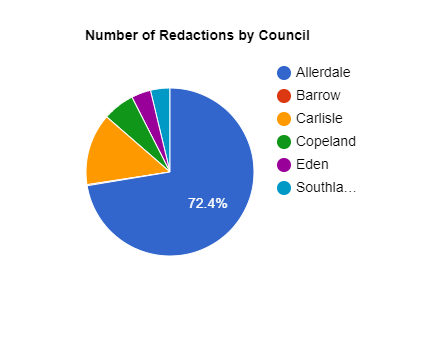 Number of Redactions by Council
Allerdale
Barrow
Carlisle
Copeland
Eden
Southla...
72.4%